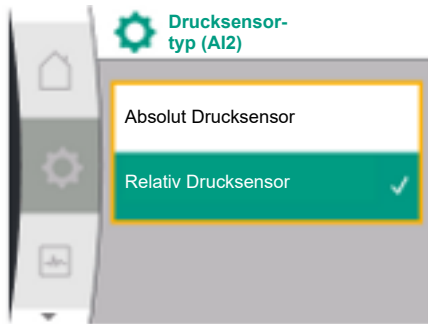 Drucksensor-
typ (AI2)
Absolut Drucksensor
Relativ Drucksensor